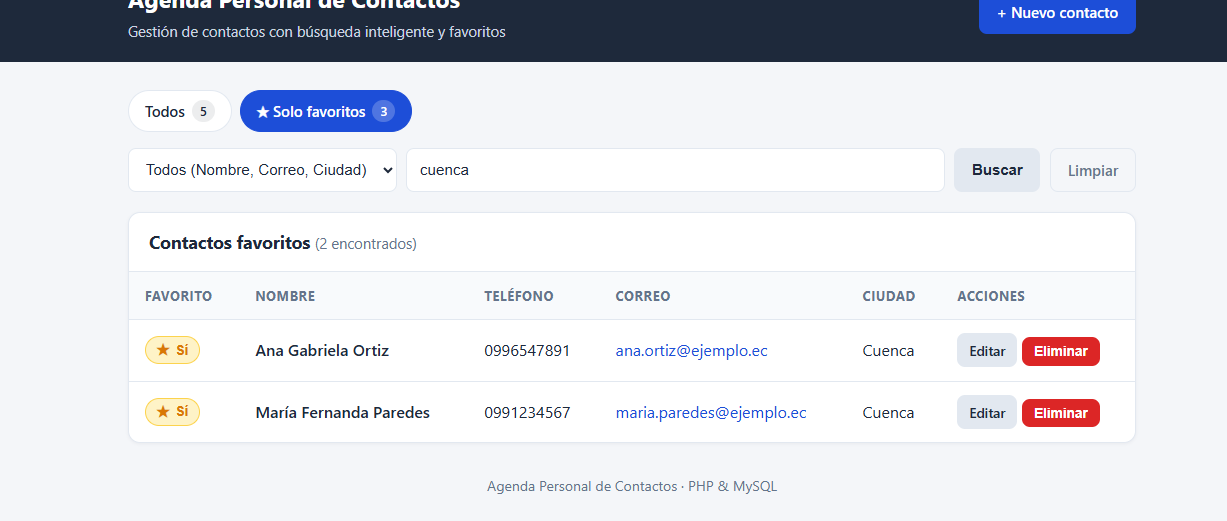 Agenda Personal de Contactos
Gestión de contactos con búsqueda inteligente y favoritos
+ Nuevo contacto
Todos 5 ★ Solo favoritos 3
Todos (Nombre, Correo, Ciudad) cuenca Buscar Limpiar
Contactos favoritos (2 encontrados)
FAVORITO NOMBRE TELÉFONO CORREO CIUDAD ACCIONES
★ Sí Ana Gabriela Ortiz 0996547891 ana.ortiz@ejemplo.ec Cuenca Editar Eliminar
★ Sí María Fernanda Paredes 0991234567 maria.paredes@ejemplo.ec Cuenca Editar Eliminar
Agenda Personal de Contactos · PHP & MySQL